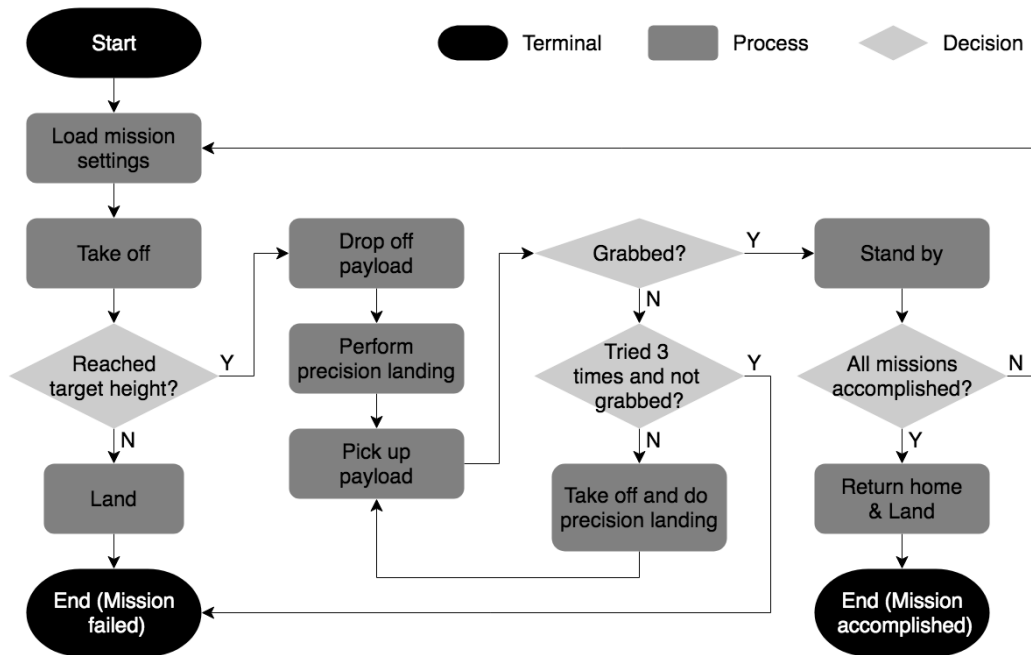 Start
Terminal
Process
Decision
Load mission
settings
Take off
Drop off
payload
Grabbed?
Y
Stand by
N
Reached
target height?
Y
Perform
precision landing
Tried 3
times and not
grabbed?
Y
All missions
accomplished?
N
N
Y
N
Land
Pick up
payload
Take off and do
precision landing
Return home
& Land
End (Mission
failed)
End (Mission
accomplished)